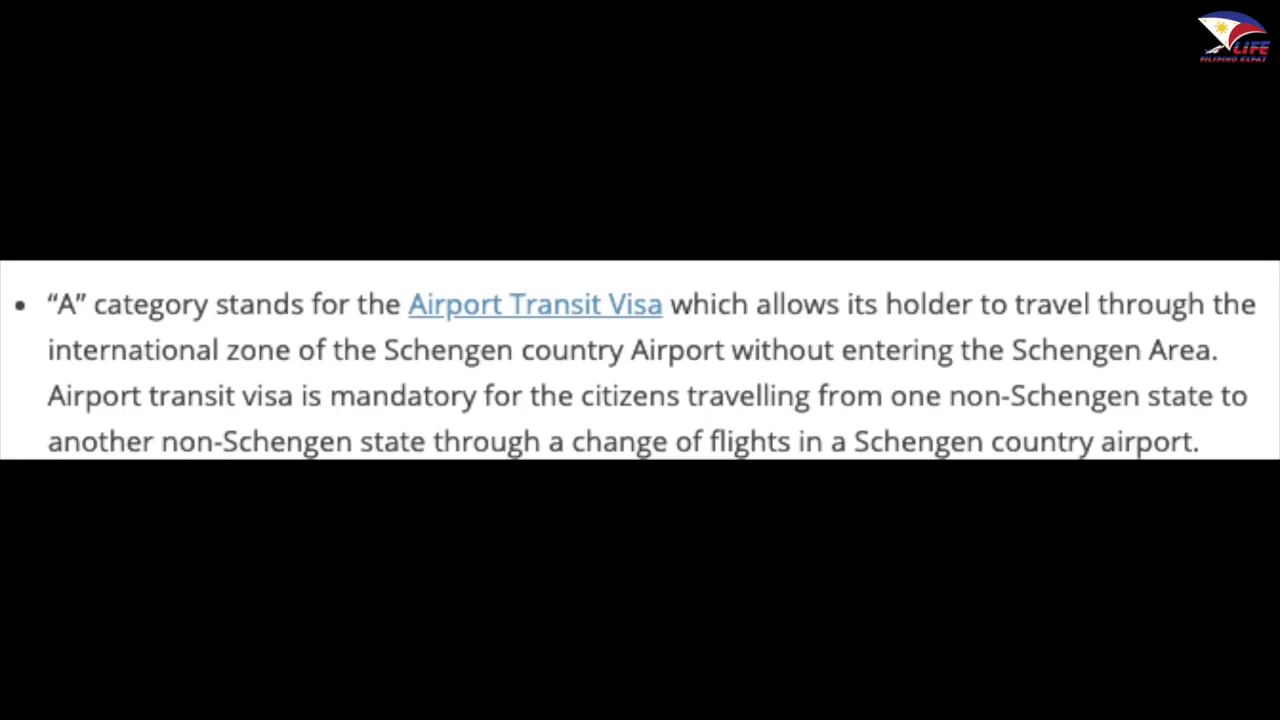 LIFE
PILIPINO EXPAT
• “A” category stands for the Airport Transit Visa which allows its holder to travel through the
international zone of the Schengen country Airport without entering the Schengen Area.
Airport transit visa is mandatory for the citizens travelling from one non-Schengen state to
another non-Schengen state through a change of flights in a Schengen country airport.